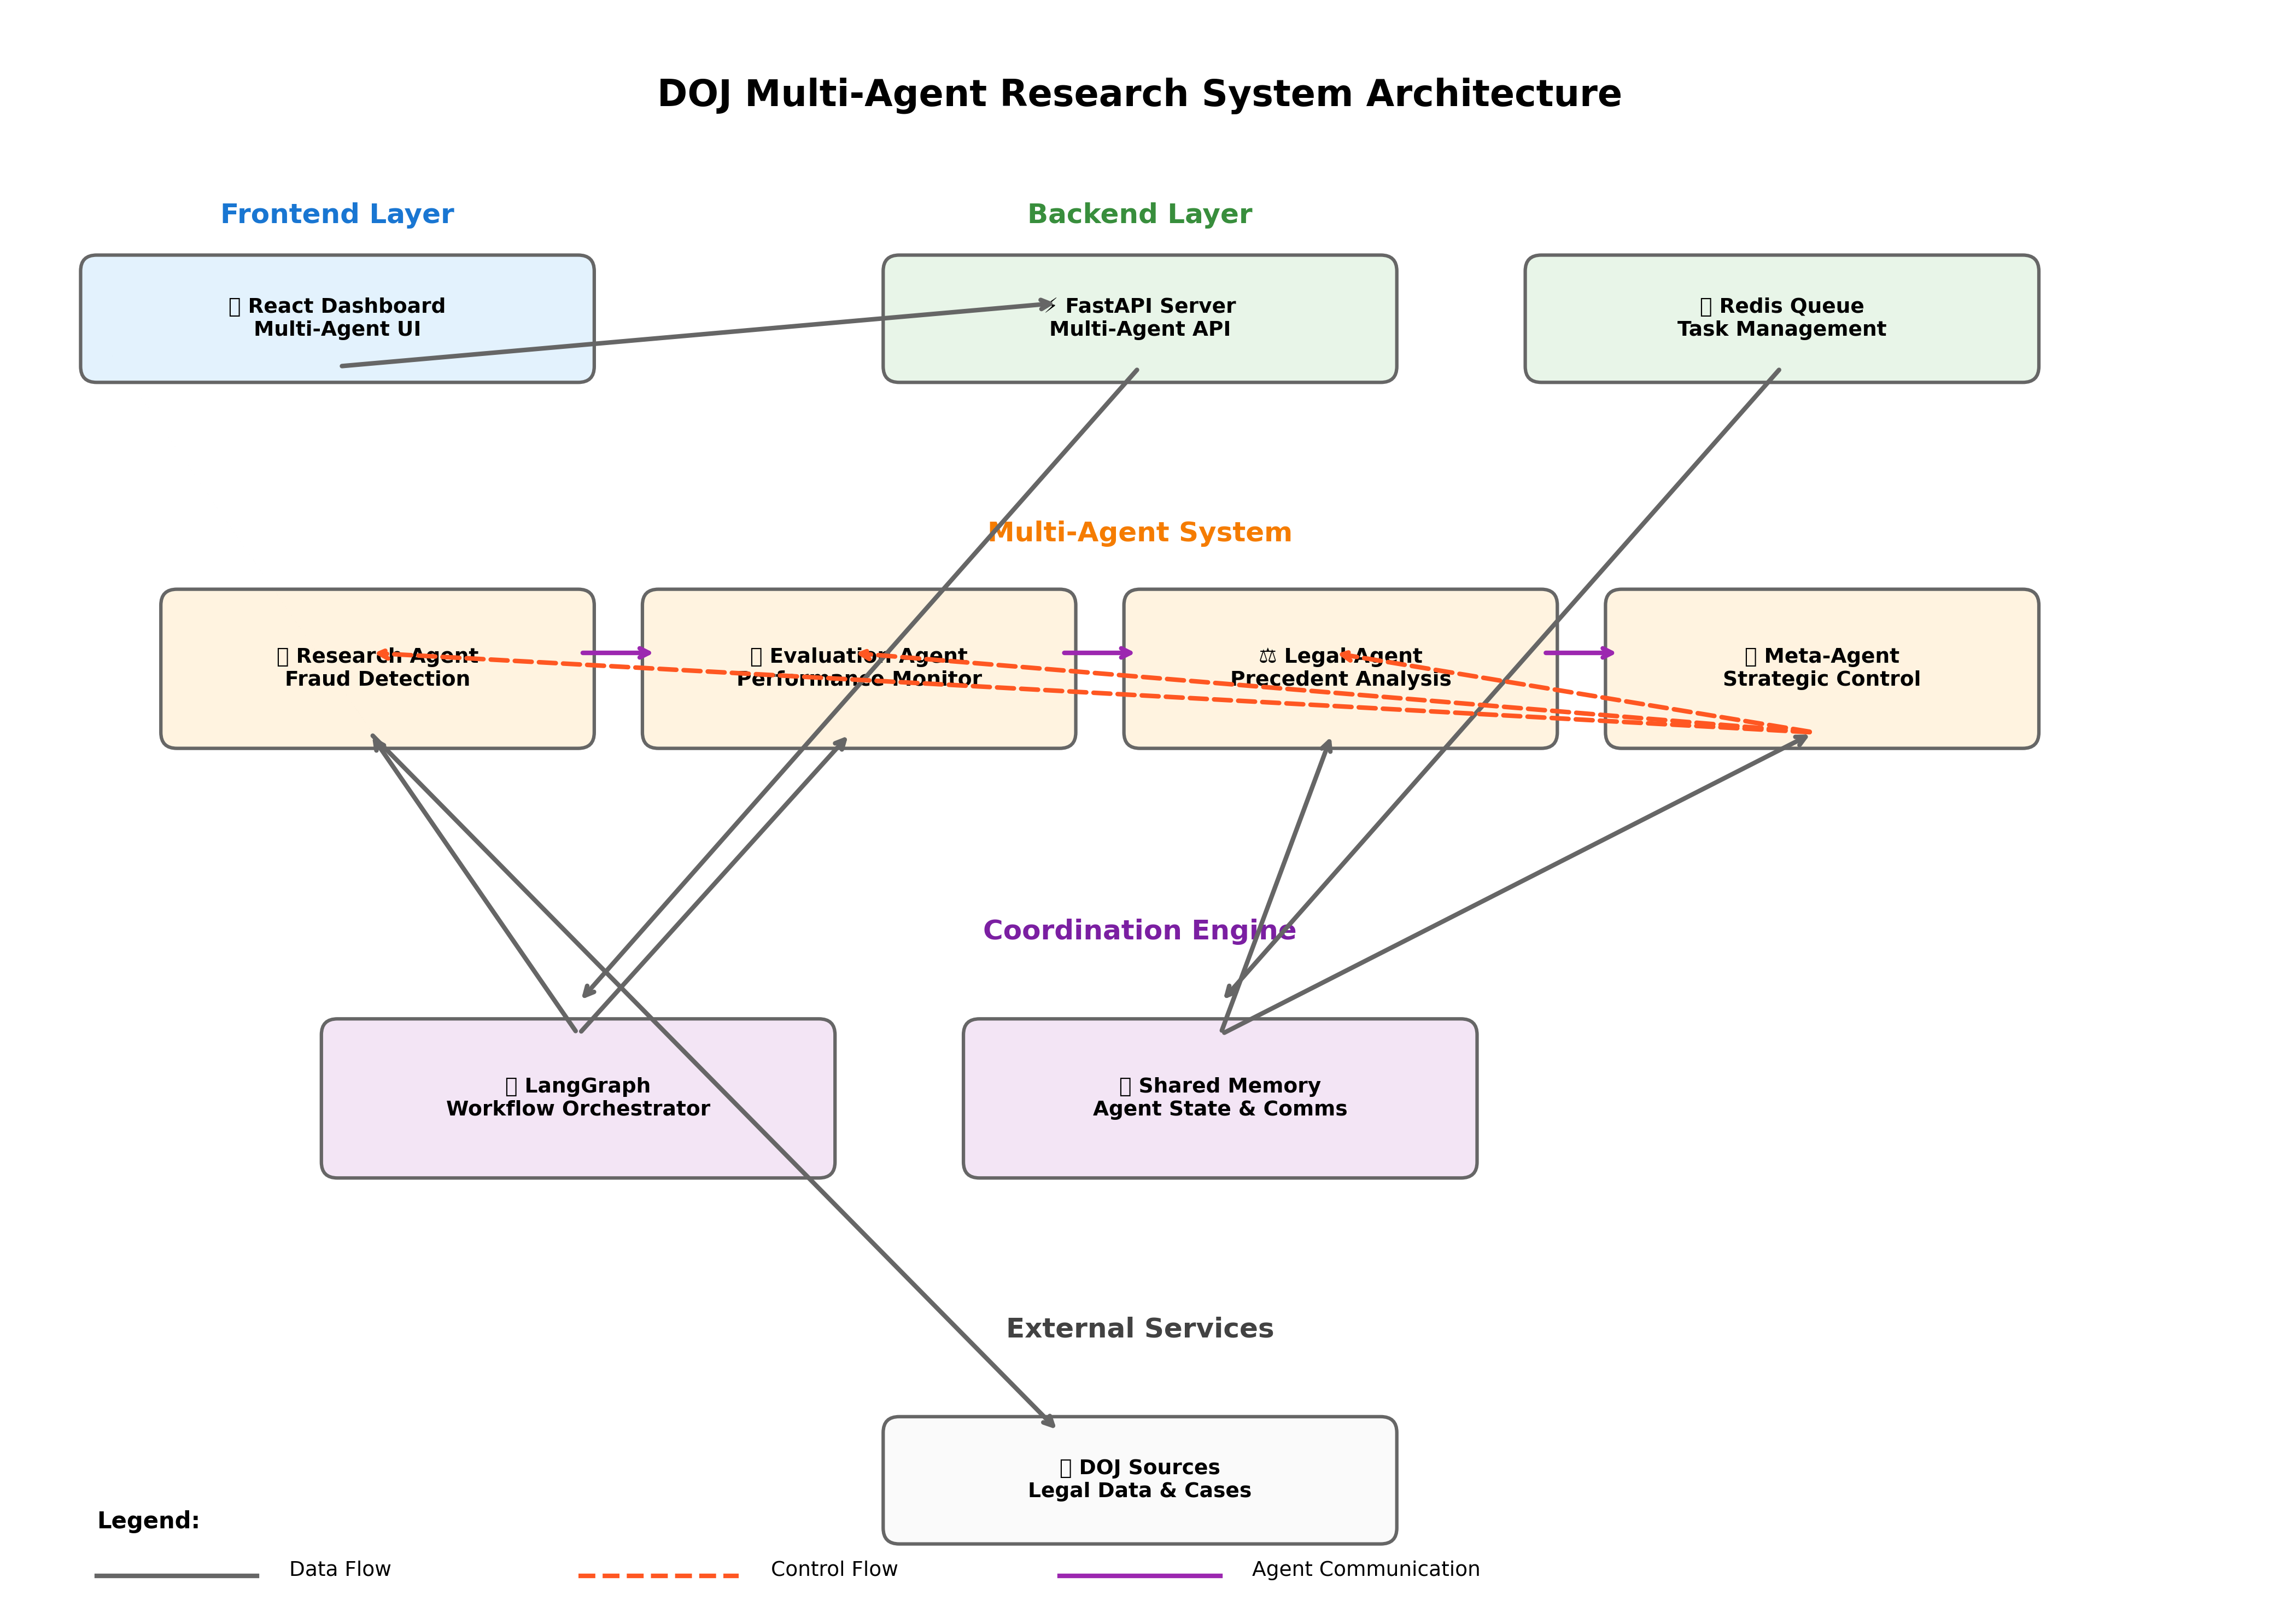 DOJ Multi-Agent Research System Architecture
Frontend Layer
Backend Layer
React Dashboard
Multi-Agent UI
⚡ FastAPI Server
Multi-Agent API
Redis Queue
Task Management
Multi-Agent System
Research Agent
Fraud Detection
Evaluation Agent
Performance Monitor
⚖ Legal Agent
Precedent Analysis
Meta-Agent
Strategic Control
Coordination Engine
LangGraph
Workflow Orchestrator
Shared Memory
Agent State & Comms
External Services
DOJ Sources
Legal Data & Cases
Legend:
Data Flow
Control Flow
Agent Communication